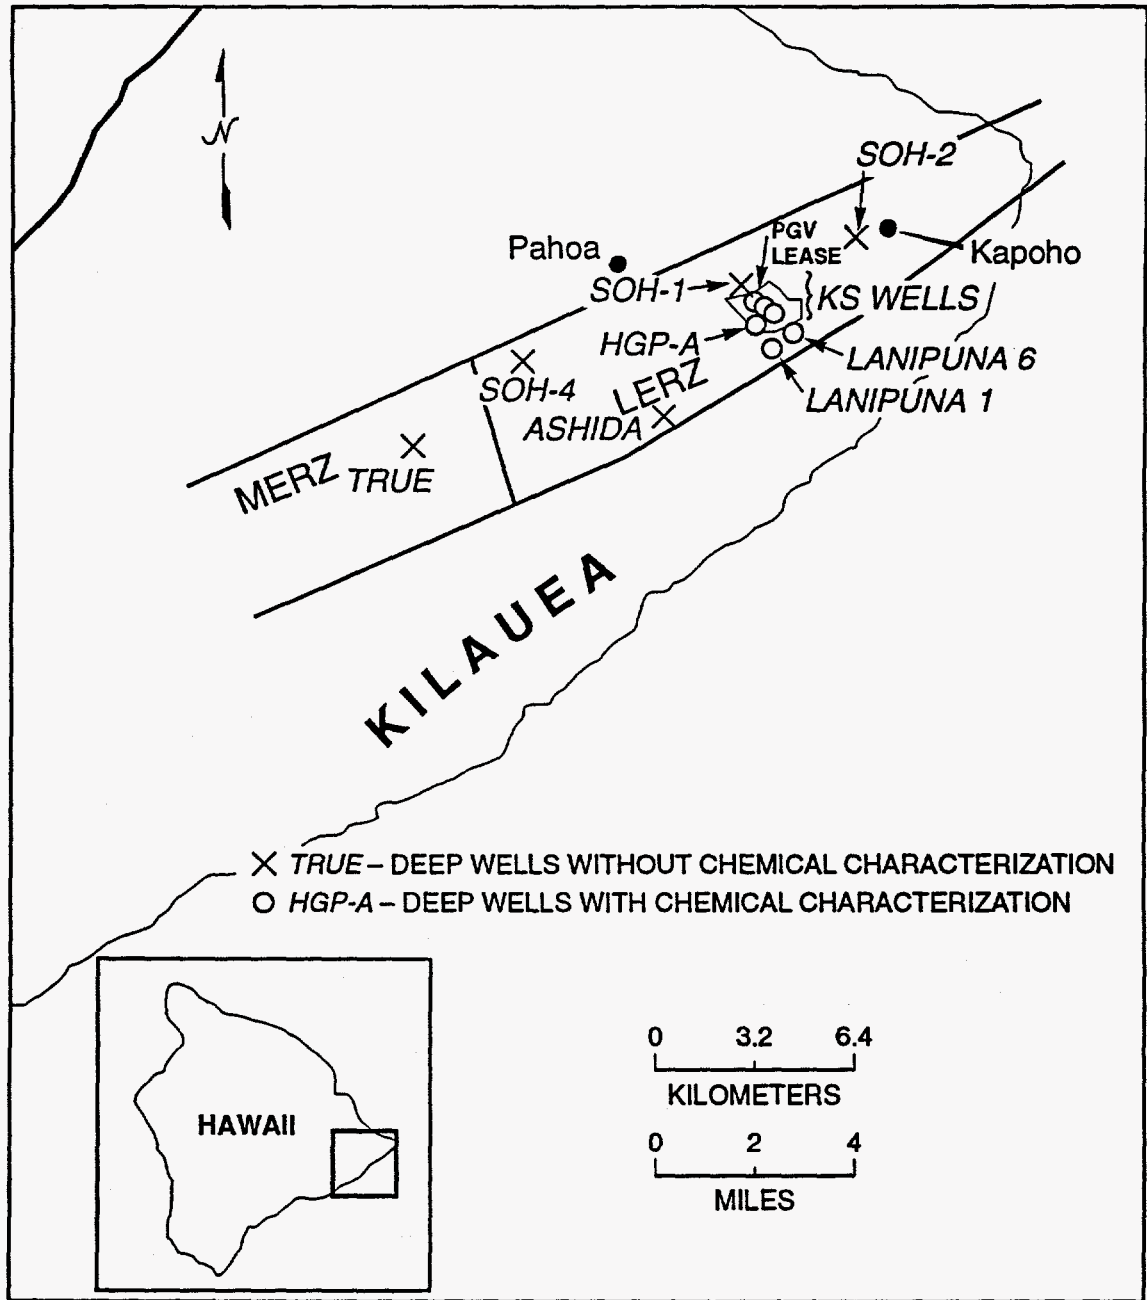 N
SOH-2
PGV
LEASE
Pahoa
Kapoho
SOH-1
KS WELLS
HGP-A
LANIPUNA 6
LERZ
SOH-4
LANIPUNA 1
ASHIDA
MERZ
TRUE
KILAUEA
X TRUE – DEEP WELLS WITHOUT CHEMICAL CHARACTERIZATION
O HGP-A – DEEP WELLS WITH CHEMICAL CHARACTERIZATION
HAWAII
0 3.2 6.4
KILOMETERS
0 2 4
MILES